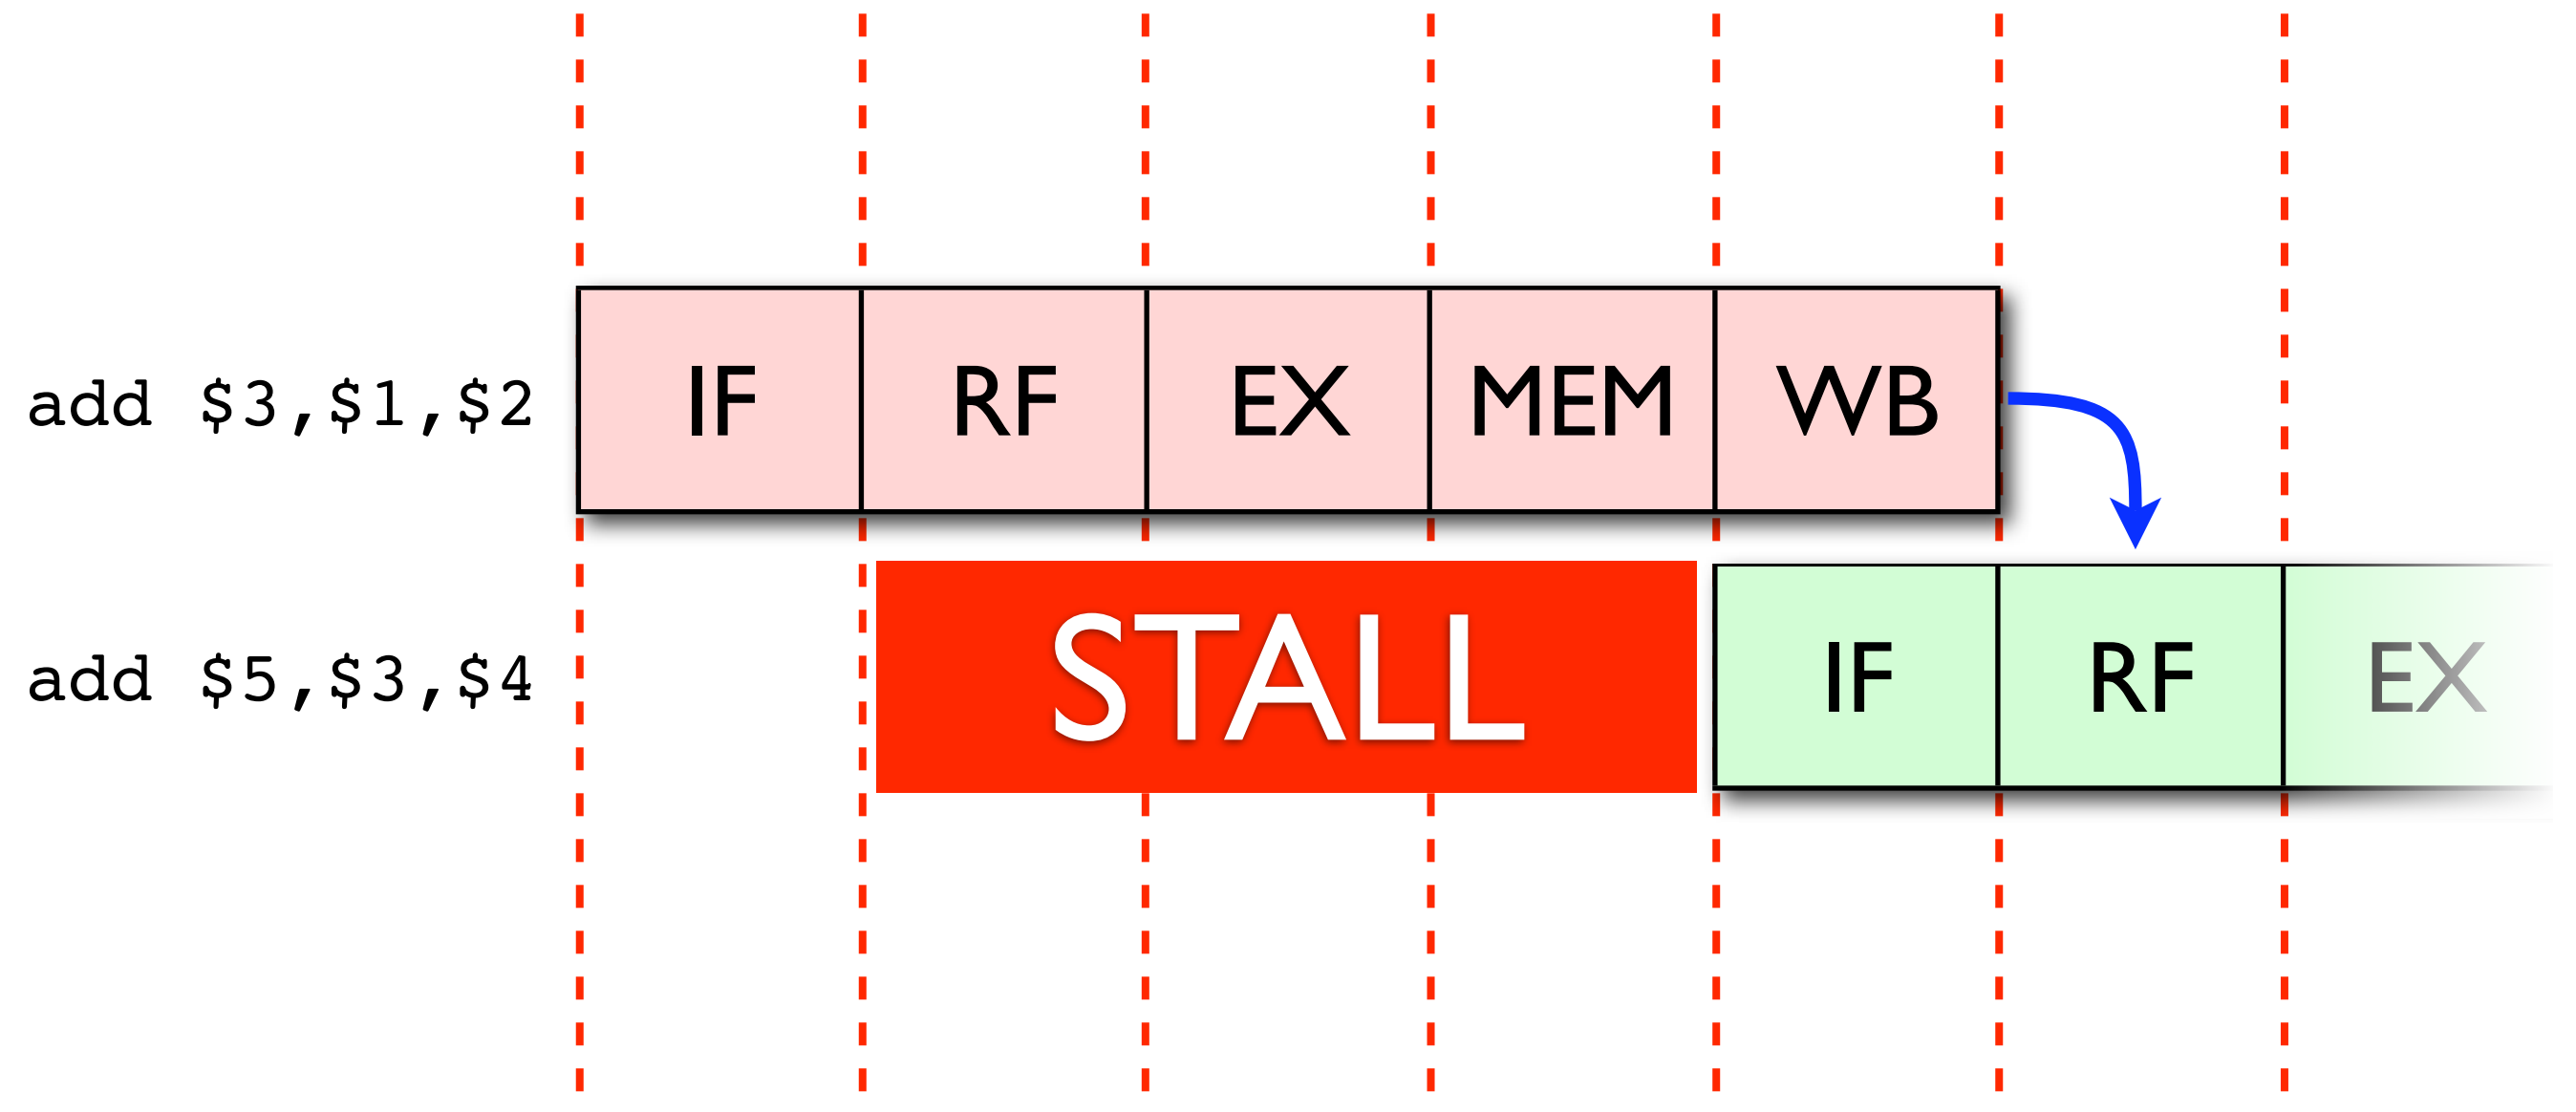 add $3,$1,$2 IF RF EX MEM WB
add $5,$3,$4 STALL IF RF EX